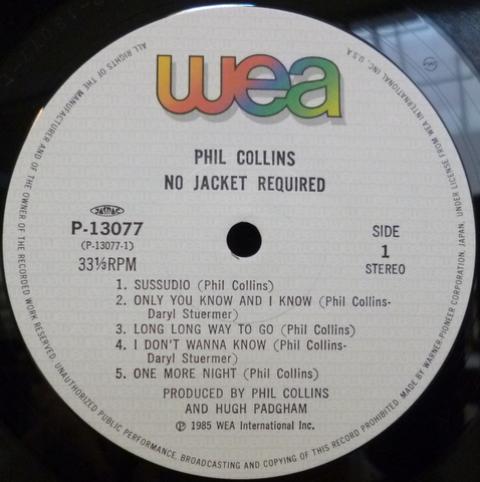 wea
PHIL COLLINS
NO JACKET REQUIRED
P-13077
(P-13077-1)
33⅓RPM
SIDE
1
STEREO
1. SUSSUDIO (Phil Collins)
2. ONLY YOU KNOW AND I KNOW (Phil Collins-
Daryl Stuermer)
3. LONG LONG WAY TO GO (Phil Collins)
4. I DON'T WANNA KNOW (Phil Collins-
Daryl Stuermer)
5. ONE MORE NIGHT (Phil Collins)
PRODUCED BY PHIL COLLINS
AND HUGH PADGHAM
Ⓟ 1985 WEA International Inc.
ALL RIGHTS OF THE MANUFACTURER AND OF THE OWNER OF THE RECORDED WORK RESERVED. UNAUTHORIZED PUBLIC PERFORMANCE, BROADCASTING AND COPYING OF THIS RECORD PROHIBITED. MADE BY WARNER-PIONEER CORPORATION, JAPAN, UNDER LICENSE FROM WEA INTERNATIONAL INC., U.S.A